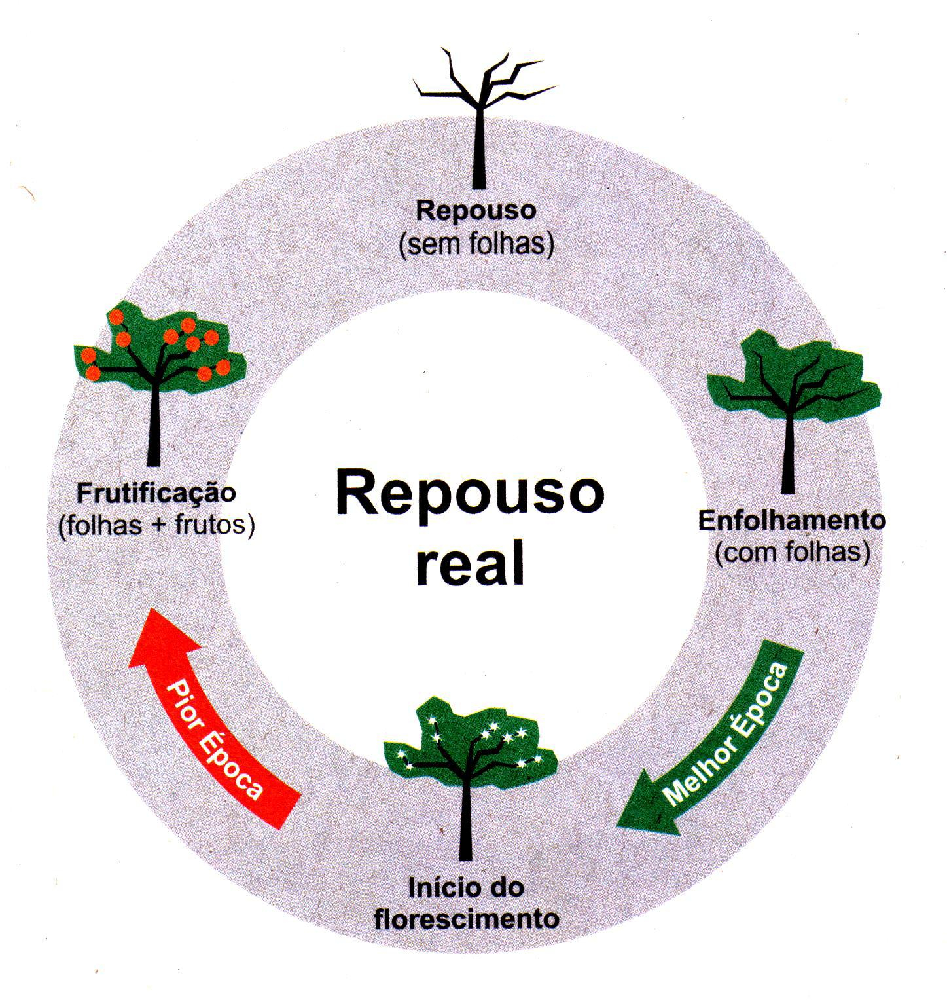 Repouso
(sem folhas)
Frutificação
(folhas + frutos)
Enfolhamento
(com folhas)
Repouso
real
Pior Época
Melhor Época
Início do
florescimento